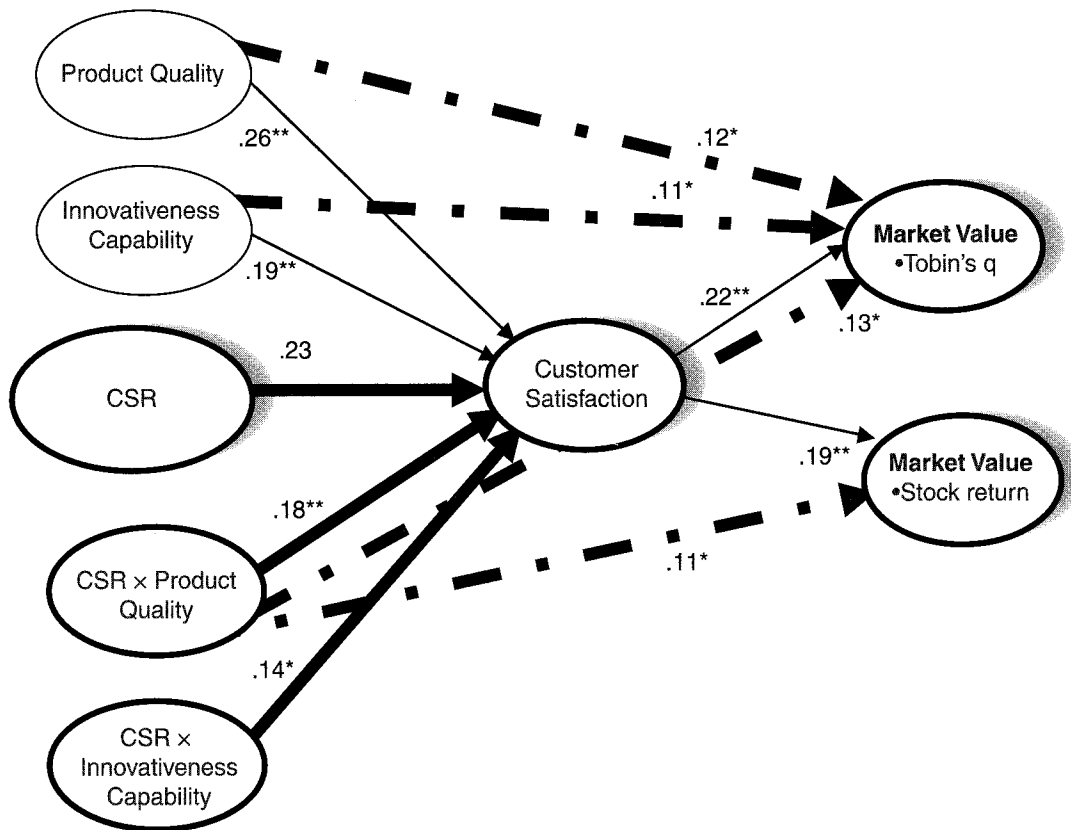 Product Quality
.26**
.12*
.11*
Innovativeness
Capability
.19**
Market Value
•Tobin's q
.22**
.13*
.23
CSR
Customer
Satisfaction
.19**
Market Value
•Stock return
.18**
.11*
CSR × Product
Quality
.14*
CSR ×
Innovativeness
Capability